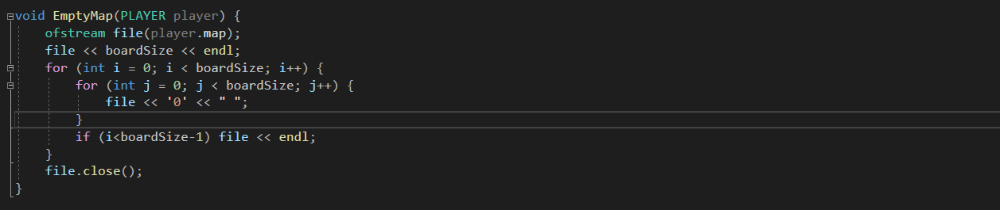 void EmptyMap(PLAYER player) {
    ofstream file(player.map);
    file << boardSize << endl;
    for (int i = 0; i < boardSize; i++) {
        for (int j = 0; j < boardSize; j++) {
            file << '0' << " ";
        }
        if (i<boardSize-1) file << endl;
    }
    file.close();
}